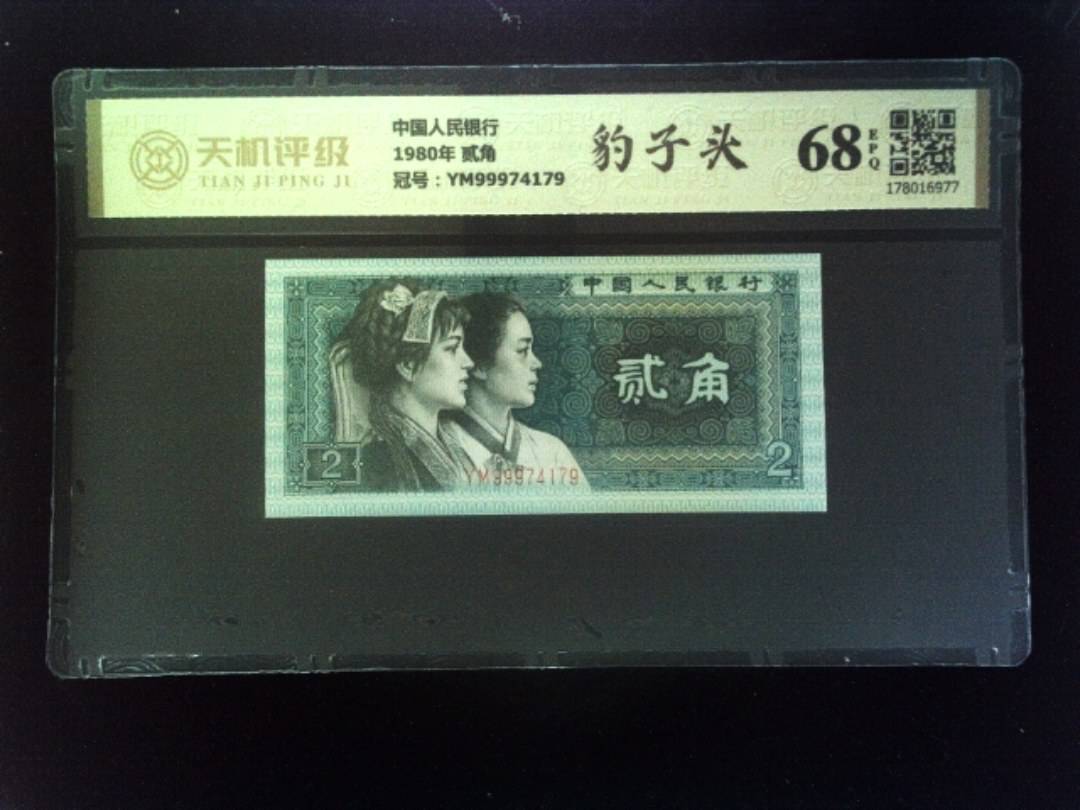 天机评级
TIAN JI PING JI
中国人民银行
1980年 贰角
冠号：YM99974179
豹子头
68
EPQ
178016977
中国人民银行
贰角
2
YM99974179
2